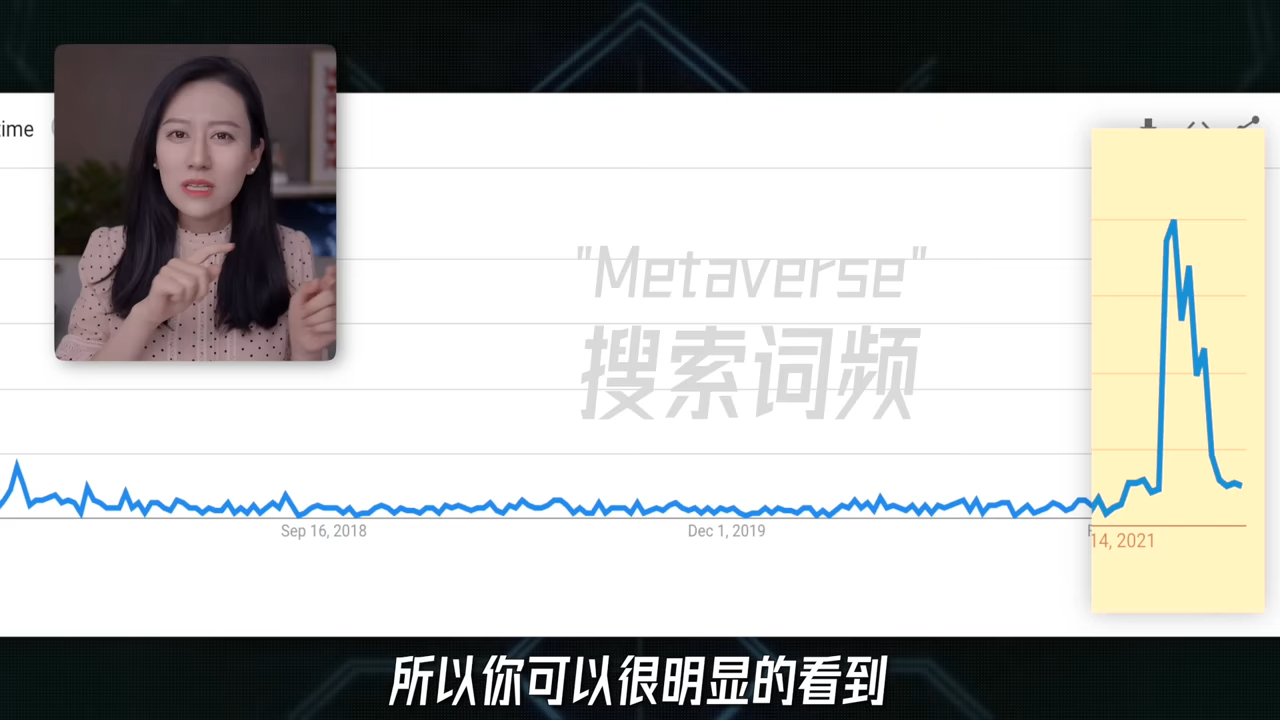 ime
"Metaverse"
搜索词频
Sep 16, 2018
Dec 1, 2019
14, 2021
所以你可以很明显的看到